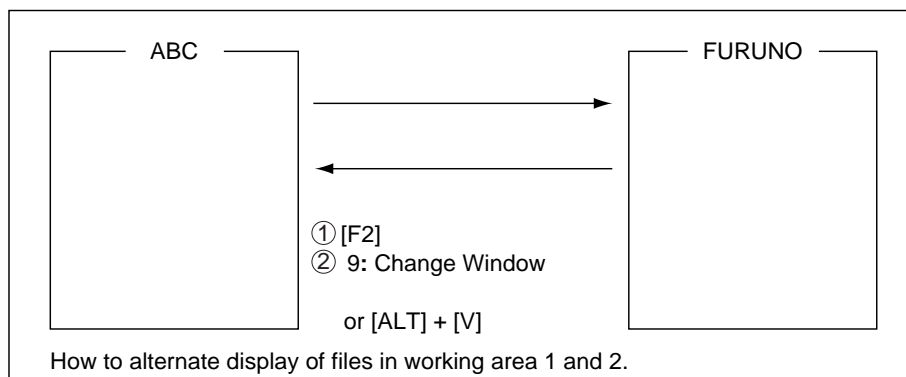 ABC
FURUNO
① [F2]
② 9: Change Window
or [ALT] + [V]
How to alternate display of files in working area 1 and 2.